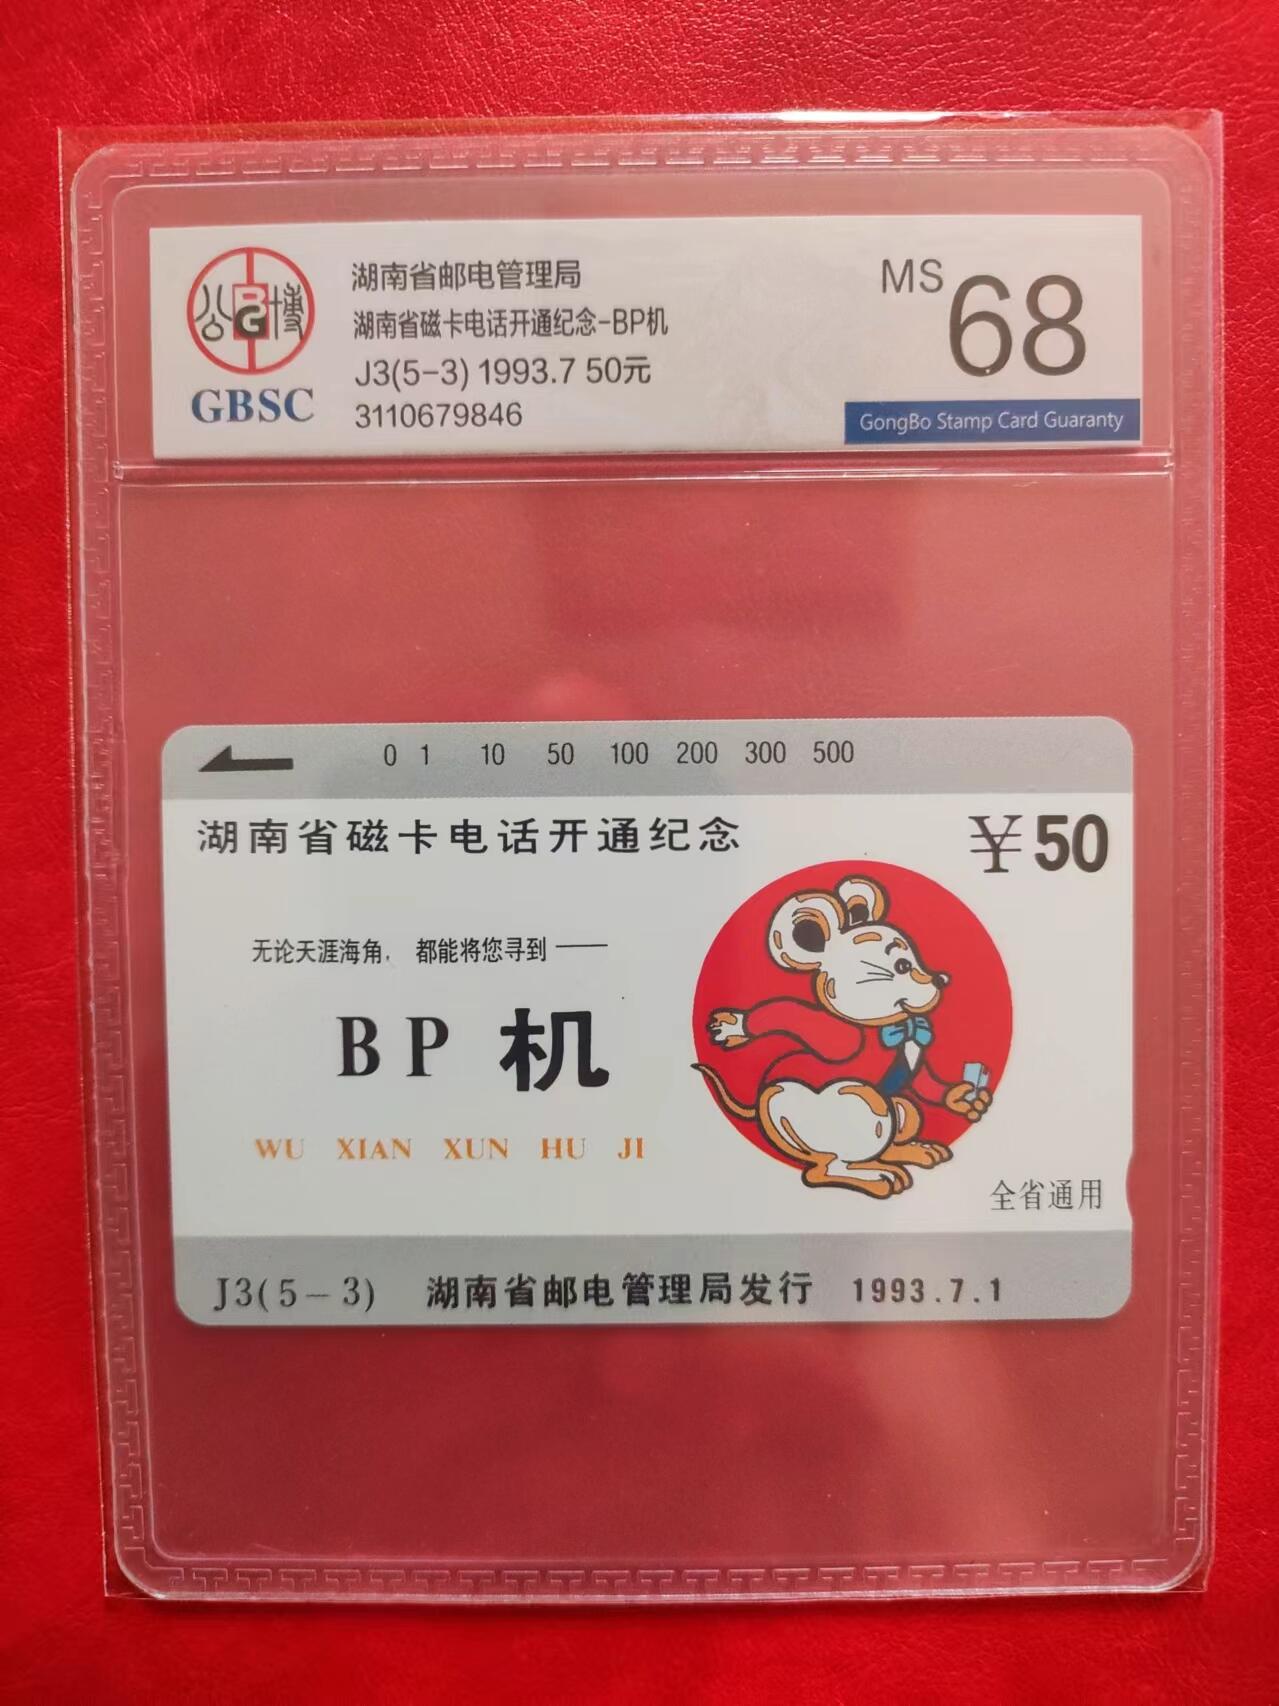 公博
BG
GBSC
湖南省邮电管理局
湖南省磁卡电话开通纪念-BP机
J3(5-3) 1993.7 50元
3110679846
MS 68
GongBo Stamp Card Guaranty
0 1 10 50 100 200 300 500
湖南省磁卡电话开通纪念
￥50
无论天涯海角， 都能将您寻到——
BP 机
WU XIAN XUN HU JI
全省通用
J3(5-3) 湖南省邮电管理局发行 1993.7.1